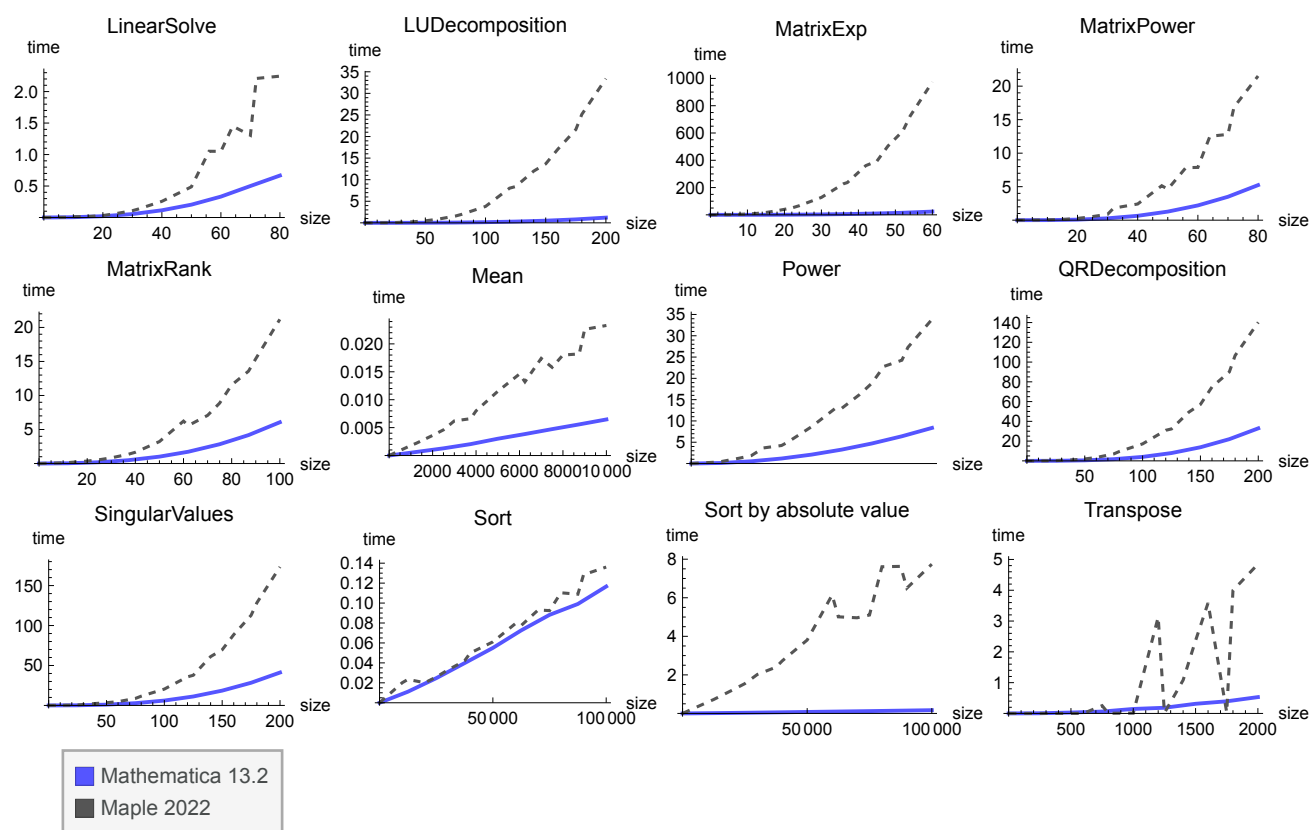 LinearSolve
time
2.0
1.5
1.0
0.5
20 40 60 80
size
LUDecomposition
time
35
30
25
20
15
10
5
50 100 150 200
size
MatrixExp
time
1000
800
600
400
200
10 20 30 40 50 60
size
MatrixPower
time
20
15
10
5
20 40 60 80
size
MatrixRank
time
20
15
10
5
20 40 60 80 100
size
Mean
time
0.020
0.015
0.010
0.005
2000 4000 6000 8000 10000
size
Power
time
35
30
25
20
15
10
5
size
QRDecomposition
time
140
120
100
80
60
40
20
50 100 150 200
size
SingularValues
time
150
100
50
50 100 150 200
size
Sort
time
0.14
0.12
0.10
0.08
0.06
0.04
0.02
50 000 100 000
size
Sort by absolute value
time
8
6
4
2
50 000 100 000
size
Transpose
time
5
4
3
2
1
500 1000 1500 2000
size
Mathematica 13.2
Maple 2022